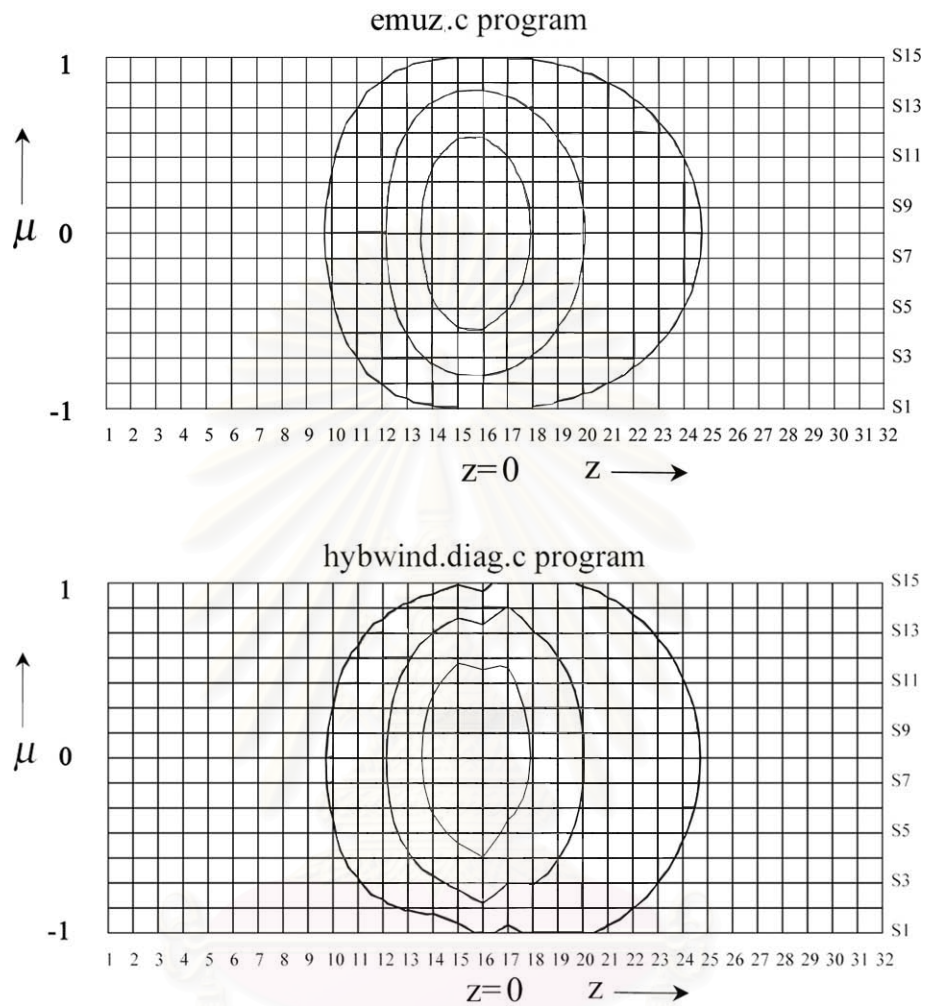 emuz.c program
1 S15
S13
S11
S9
μ 0
S7
S5
S3
-1 S1
1 2 3 4 5 6 7 8 9 10 11 12 13 14 15 16 17 18 19 20 21 22 23 24 25 26 27 28 29 30 31 32
z=0 z
hybwind.diag.c program
1 S15
S13
S11
S9
μ 0
S7
S5
S3
-1 S1
1 2 3 4 5 6 7 8 9 10 11 12 13 14 15 16 17 18 19 20 21 22 23 24 25 26 27 28 29 30 31 32
z=0 z